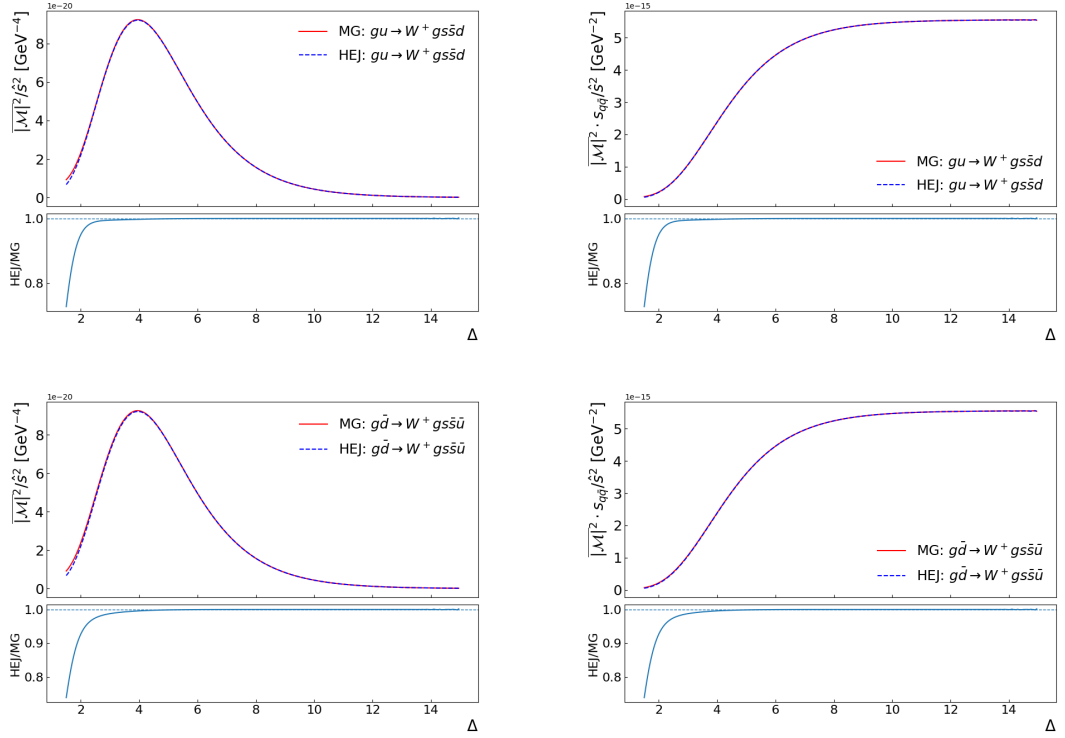 1e-20
|M|²/ŝ² [GeV⁻⁴]
8
6
4
2
0
MG: gu → W⁺gss̄d
HEJ: gu → W⁺gss̄d
HEJ/MG
1.0
0.8
2 4 6 8 10 12 14
Δ
1e-15
|M|² · s_qq̄/ŝ² [GeV⁻²]
5
4
3
2
1
0
MG: gu → W⁺gss̄d
HEJ: gu → W⁺gss̄d
HEJ/MG
1.0
0.8
2 4 6 8 10 12 14
Δ
1e-20
|M|²/ŝ² [GeV⁻⁴]
8
6
4
2
0
MG: gd̄ → W⁺gss̄ū
HEJ: gd̄ → W⁺gss̄ū
HEJ/MG
1.0
0.9
0.8
2 4 6 8 10 12 14
Δ
1e-15
|M|² · s_qq̄/ŝ² [GeV⁻²]
5
4
3
2
1
0
MG: gd̄ → W⁺gss̄ū
HEJ: gd̄ → W⁺gss̄ū
HEJ/MG
1.0
0.9
0.8
2 4 6 8 10 12 14
Δ